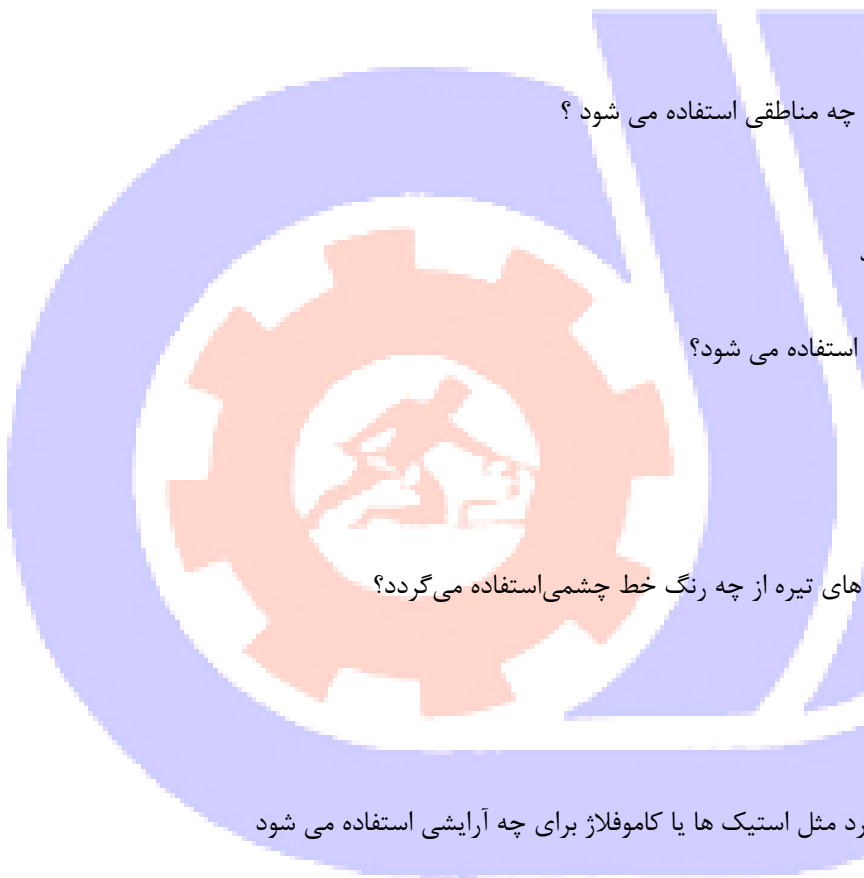 چه مناطقی استفاده می شود ؟
استفاده می شود؟
های تیره از چه رنگ خط چشمی‌استفاده می‌گردد؟
رد مثل استیک ها یا کاموفلاژ برای چه آرایشی استفاده می شود